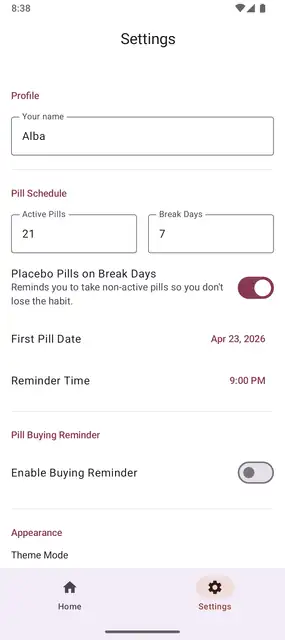 8:38
Settings
Profile
Your name
Alba
Pill Schedule
Active Pills
Break Days
21
7
Placebo Pills on Break Days
Reminds you to take non-active pills so you don't
lose the habit.
First Pill Date
Apr 23, 2026
Reminder Time
9:00 PM
Pill Buying Reminder
Enable Buying Reminder
Appearance
Theme Mode
Home
Settings